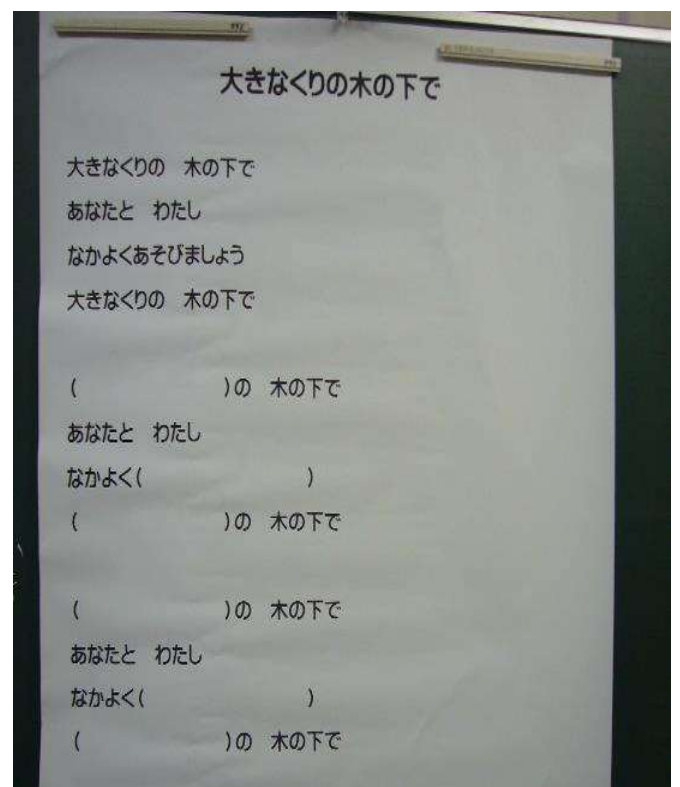 大きなくりの木の下で
大きなくりの　木の下で
あなたと　わたし
なかよくあそびましょう
大きなくりの　木の下で
(　　　　　　　)の　木の下で
あなたと　わたし
なかよく(　　　　　　　　)
(　　　　　　　)の　木の下で
(　　　　　　　)の　木の下で
あなたと　わたし
なかよく(　　　　　　　　)
(　　　　　　　)の　木の下で